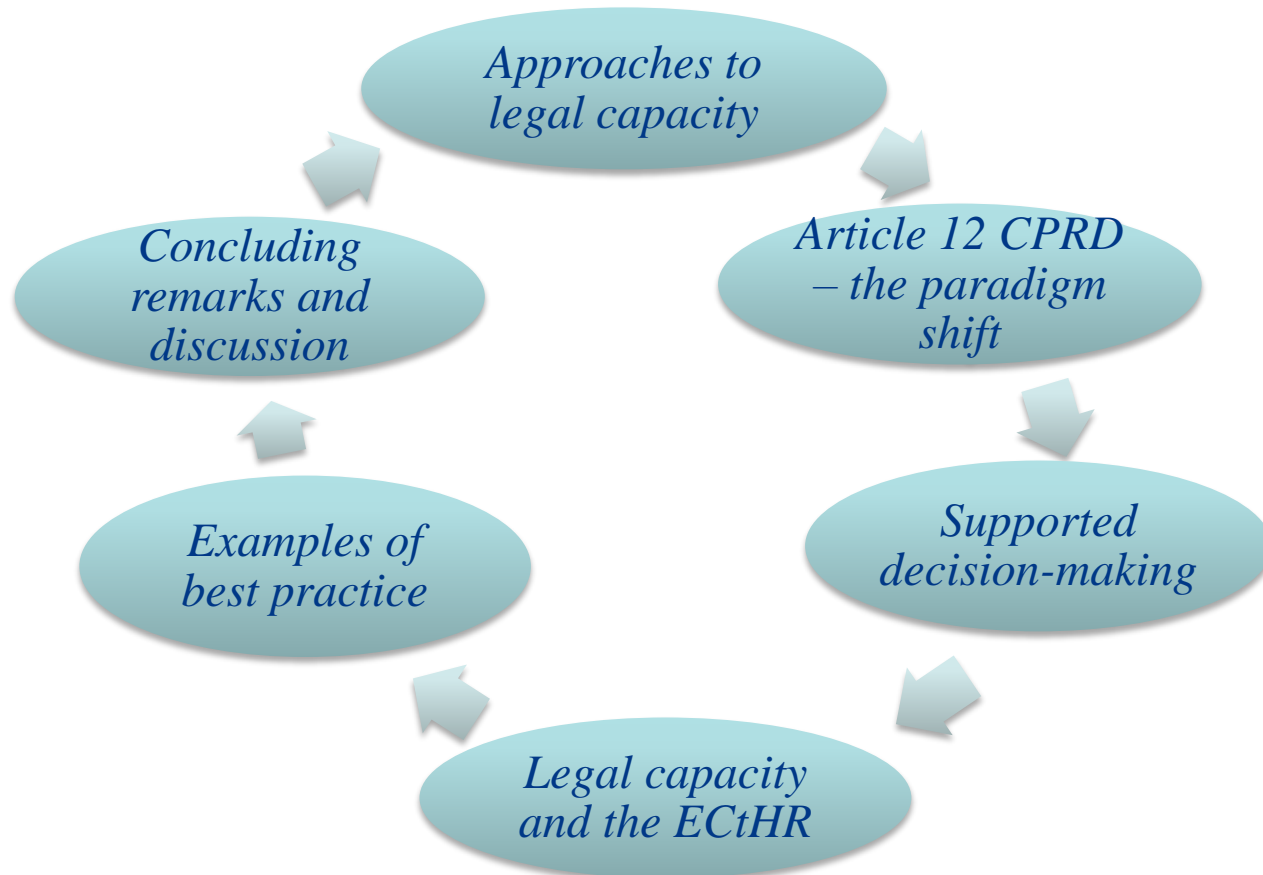 Approaches to
legal capacity
Article 12 CPRD
– the paradigm
shift
Supported
decision-making
Legal capacity
and the ECtHR
Examples of
best practice
Concluding
remarks and
discussion